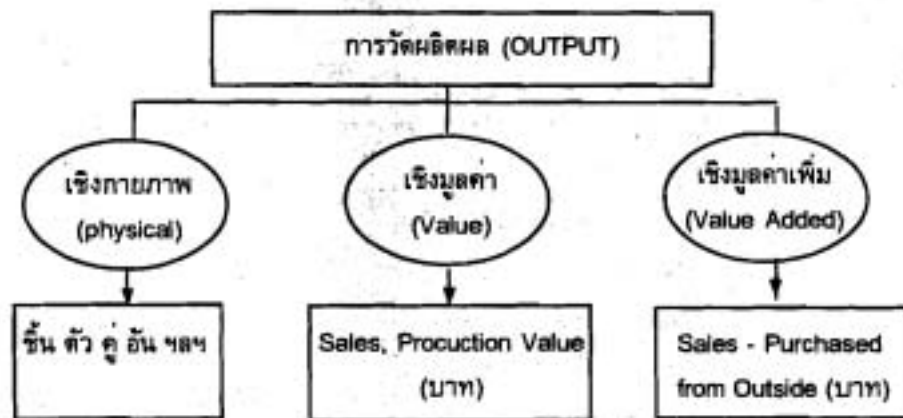 การวัดผลิตผล (OUTPUT)
เชิงกายภาพ
(physical)
เชิงมูลค่า
(Value)
เชิงมูลค่าเพิ่ม
(Value Added)
ชิ้น ตัว คู่ อัน ฯลฯ
Sales, Procuction Value
(บาท)
Sales - Purchased
from Outside (บาท)